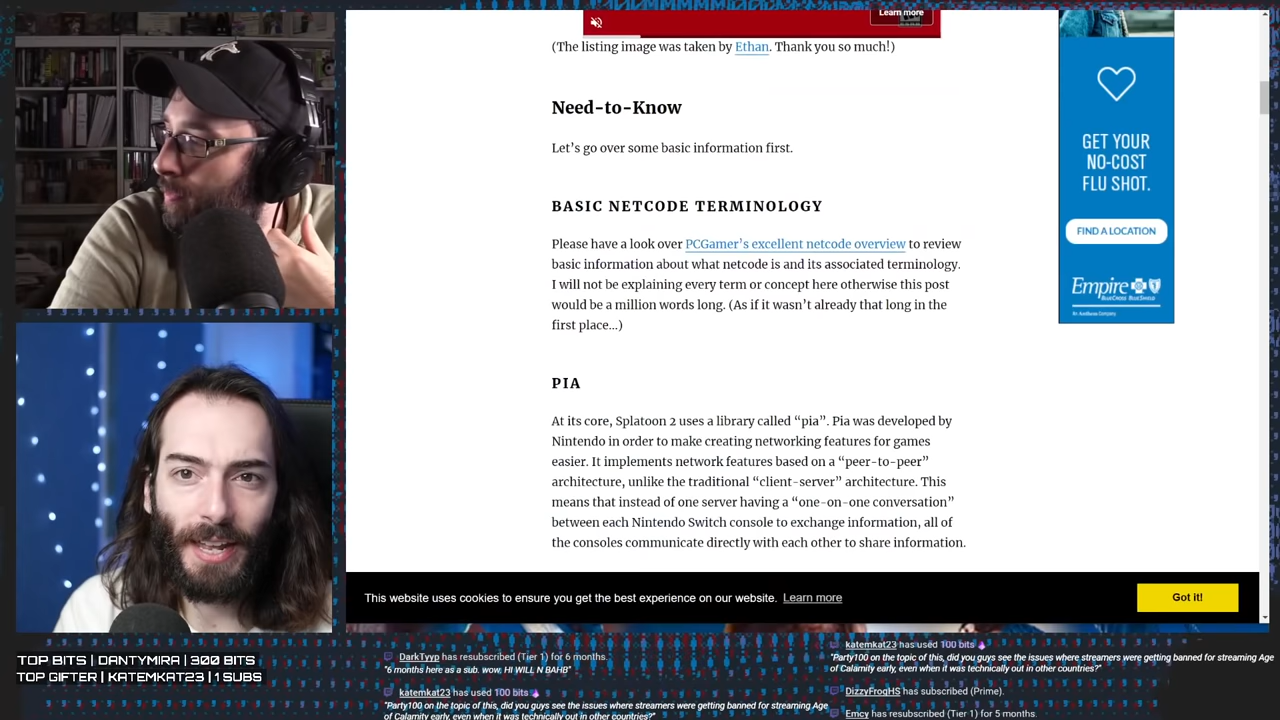 Learn more
(The listing image was taken by Ethan. Thank you so much!)
Need-to-Know
Let's go over some basic information first.
BASIC NETCODE TERMINOLOGY
Please have a look over PCGamer's excellent netcode overview to review
basic information about what netcode is and its associated terminology.
I will not be explaining every term or concept here otherwise this post
would be a million words long. (As if it wasn't already that long in the
first place...)
PIA
At its core, Splatoon 2 uses a library called “pia”. Pia was developed by
Nintendo in order to make creating networking features for games
easier. It implements network features based on a “peer-to-peer”
architecture, unlike the traditional “client-server” architecture. This
means that instead of one server having a “one-on-one conversation”
between each Nintendo Switch console to exchange information, all of
the consoles communicate directly with each other to share information.
GET YOUR
NO-COST
FLU SHOT.
FIND A LOCATION
Empire
BLUECROSS BLUESHIELD
An Anthem Company
This website uses cookies to ensure you get the best experience on our website. Learn more
Got it!
TOP BITS | DANTYMIRA | 300 BITS
TOP GIFTER | KATEMKAT23 | 1 SUBS
DarkTyyp has resubscribed (Tier 1) for 6 months.
"6 months here as a sub. wow, HI WILL N BAHB"
katemkat23 has used 100 bits
"Party100 on the topic of this, did you guys see the issues where streamers were getting banned for streaming Age
of Calamity early, even when it was technically out in other countries?"
katemkat23 has used 100 bits
"Party100 on the topic of this, did you guys see the issues where streamers were getting banned for streaming Age
of Calamity early, even when it was technically out in other countries?"
DizzyFrogHS has subscribed (Prime).
Emcy has resubscribed (Tier 1) for 5 months.